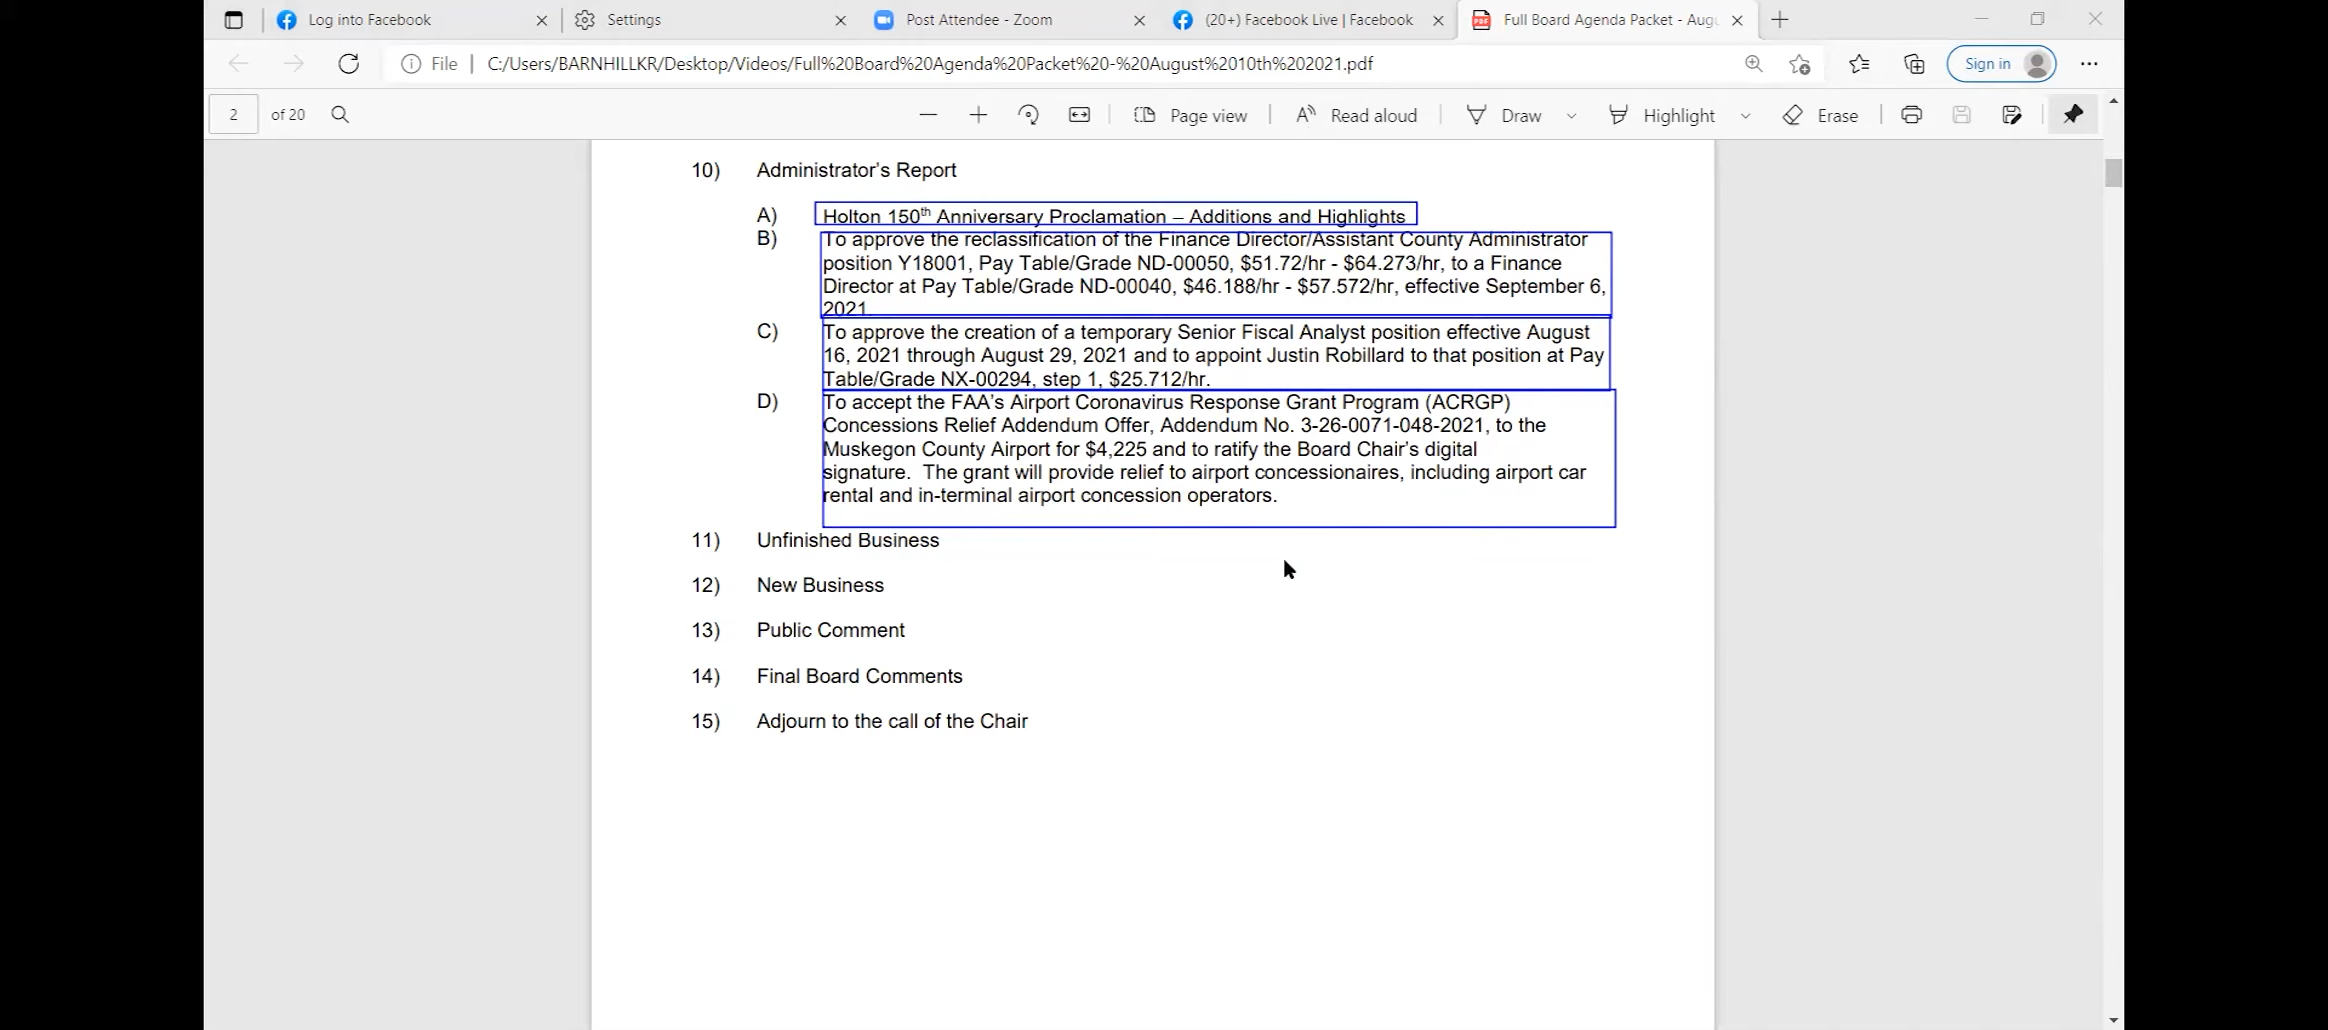 Log into Facebook
Settings
Post Attendee - Zoom
(20+) Facebook Live | Facebook
Full Board Agenda Packet - Aug
File
C:/Users/BARNHILLKR/Desktop/Videos/Full%20Board%20Agenda%20Packet%20-%20August%2010th%202021.pdf
Sign in
2 of 20
Page view
Read aloud
Draw
Highlight
Erase
10) Administrator's Report
A) Holton 150th Anniversary Proclamation – Additions and Highlights
B) To approve the reclassification of the Finance Director/Assistant County Administrator
position Y18001, Pay Table/Grade ND-00050, $51.72/hr - $64.273/hr, to a Finance
Director at Pay Table/Grade ND-00040, $46.188/hr - $57.572/hr, effective September 6,
2021.
C) To approve the creation of a temporary Senior Fiscal Analyst position effective August
16, 2021 through August 29, 2021 and to appoint Justin Robillard to that position at Pay
Table/Grade NX-00294, step 1, $25.712/hr.
D) To accept the FAA's Airport Coronavirus Response Grant Program (ACRGP)
Concessions Relief Addendum Offer, Addendum No. 3-26-0071-048-2021, to the
Muskegon County Airport for $4,225 and to ratify the Board Chair's digital
signature.  The grant will provide relief to airport concessionaires, including airport car
rental and in-terminal airport concession operators.
11) Unfinished Business
12) New Business
13) Public Comment
14) Final Board Comments
15) Adjourn to the call of the Chair